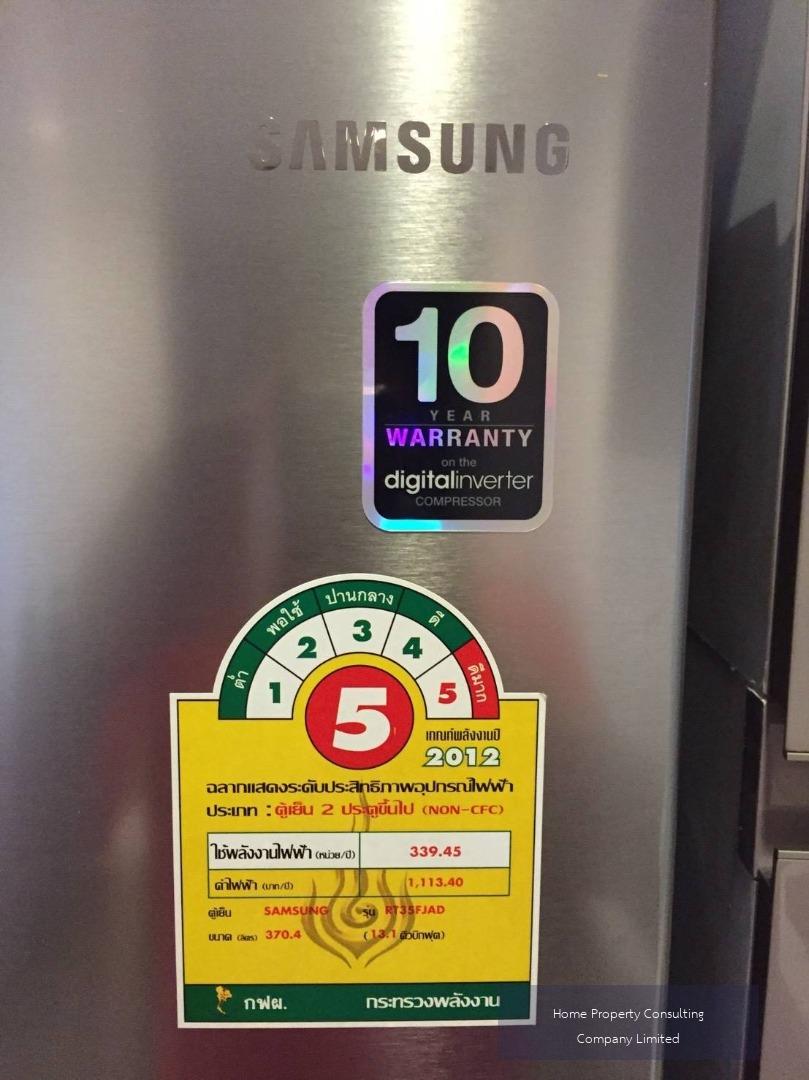 SAMSUNG
10
YEAR
WARRANTY
on the
digitalinverter
COMPRESSOR
ต่ำ พอใช้ ปานกลาง ดี ดีมาก
1 2 3 4 5
5
เกณฑ์พลังงานปี
2012
ฉลากแสดงระดับประสิทธิภาพอุปกรณ์ไฟฟ้า
ประเภท : ตู้เย็น 2 ประตูขึ้นไป (NON-CFC)
ใช้พลังงานไฟฟ้า (หน่วย/ปี) 339.45
ค่าไฟฟ้า (บาท/ปี) 1,113.40
ตู้เย็น SAMSUNG รุ่น RT35FJAD
ขนาด (ลิตร) 370.4 (13.1 คิวบิกฟุต)
กฟผ. กระทรวงพลังงาน
Home Property Consulting
Company Limited